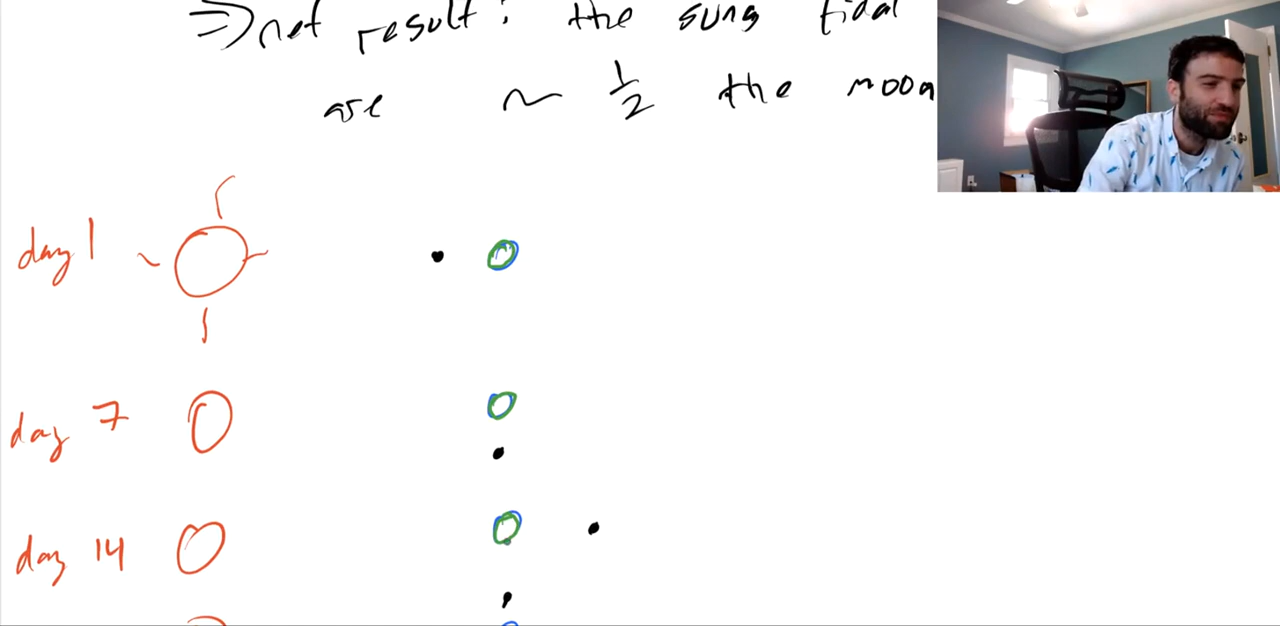 ⇒ net result: the suns tidal
are ~ 1/2 the moon
day 1
day 7
day 14